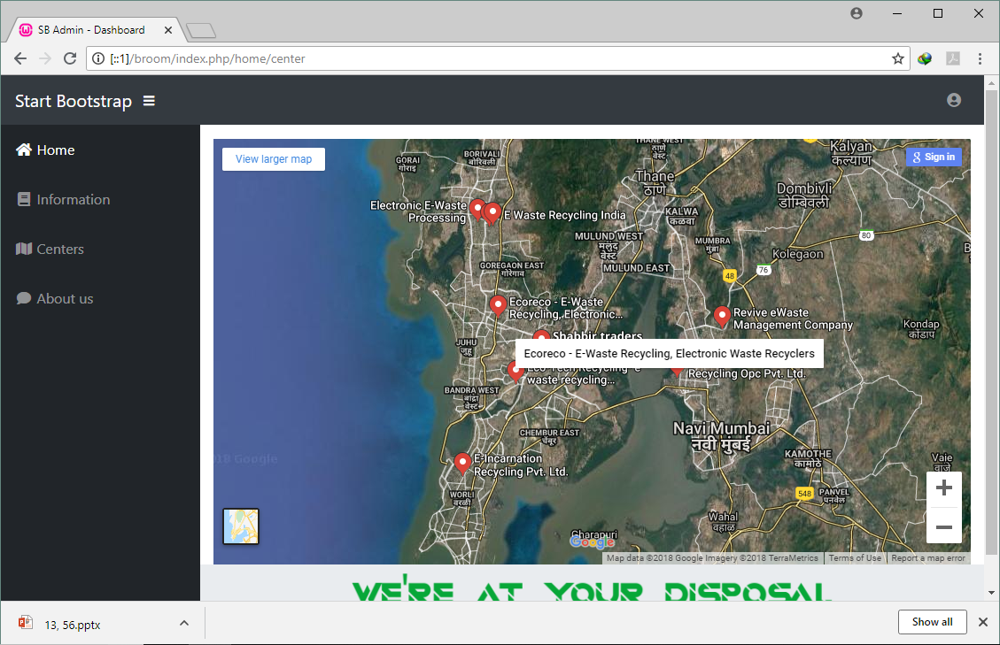 SB Admin - Dashboard
[::1]/broom/index.php/home/center
Start Bootstrap
Home
Information
Centers
About us
View larger map
Sign in
THANE WEST
ठाणे
वेस्ट
Kalyan
कल्याण
GORAI
गोराई
BORIVALI
बोरिवली
Thane
ठाणे
Dombivli
डोम्बिवली
Electronic E-Waste
Processing
E Waste Recycling India
KALWA
कळवा
MULUND WEST
मुलुंड
वेस्ट
MUMBRA
मुंब्रा
80
Kolegaon
GOREGAON EAST
गोरेगाव
MULUND EAST
76
48
Ecoreco - E-Waste
Recycling, Electronic...
Revive eWaste
Management Company
Kondap
कोंडाप
Shabbir traders
JUHU
जुहू
Ecoreco - E-Waste Recycling, Electronic Waste Recyclers
Eco Tech Recycling
waste recycling...
Recycling Opc Pvt. Ltd.
BANDRA WEST
बांद्रा
वेस्ट
CHEMBUR EAST
चेंबूर
Navi Mumbai
नवी मुंबई
KAMOTHE
कामोठे
Vaje
वाजे
2018 Google
E-Incarnation
Recycling Pvt. Ltd.
WORLI
वरळी
548
PANVEL
पनवेल
Wahal
वहाळ
Gharapuri
Google
Map data ©2018 Google Imagery ©2018 TerraMetrics
Terms of Use
Report a map error
WE'RE AT YOUR DISPOSAL
13, 56.pptx
Show all